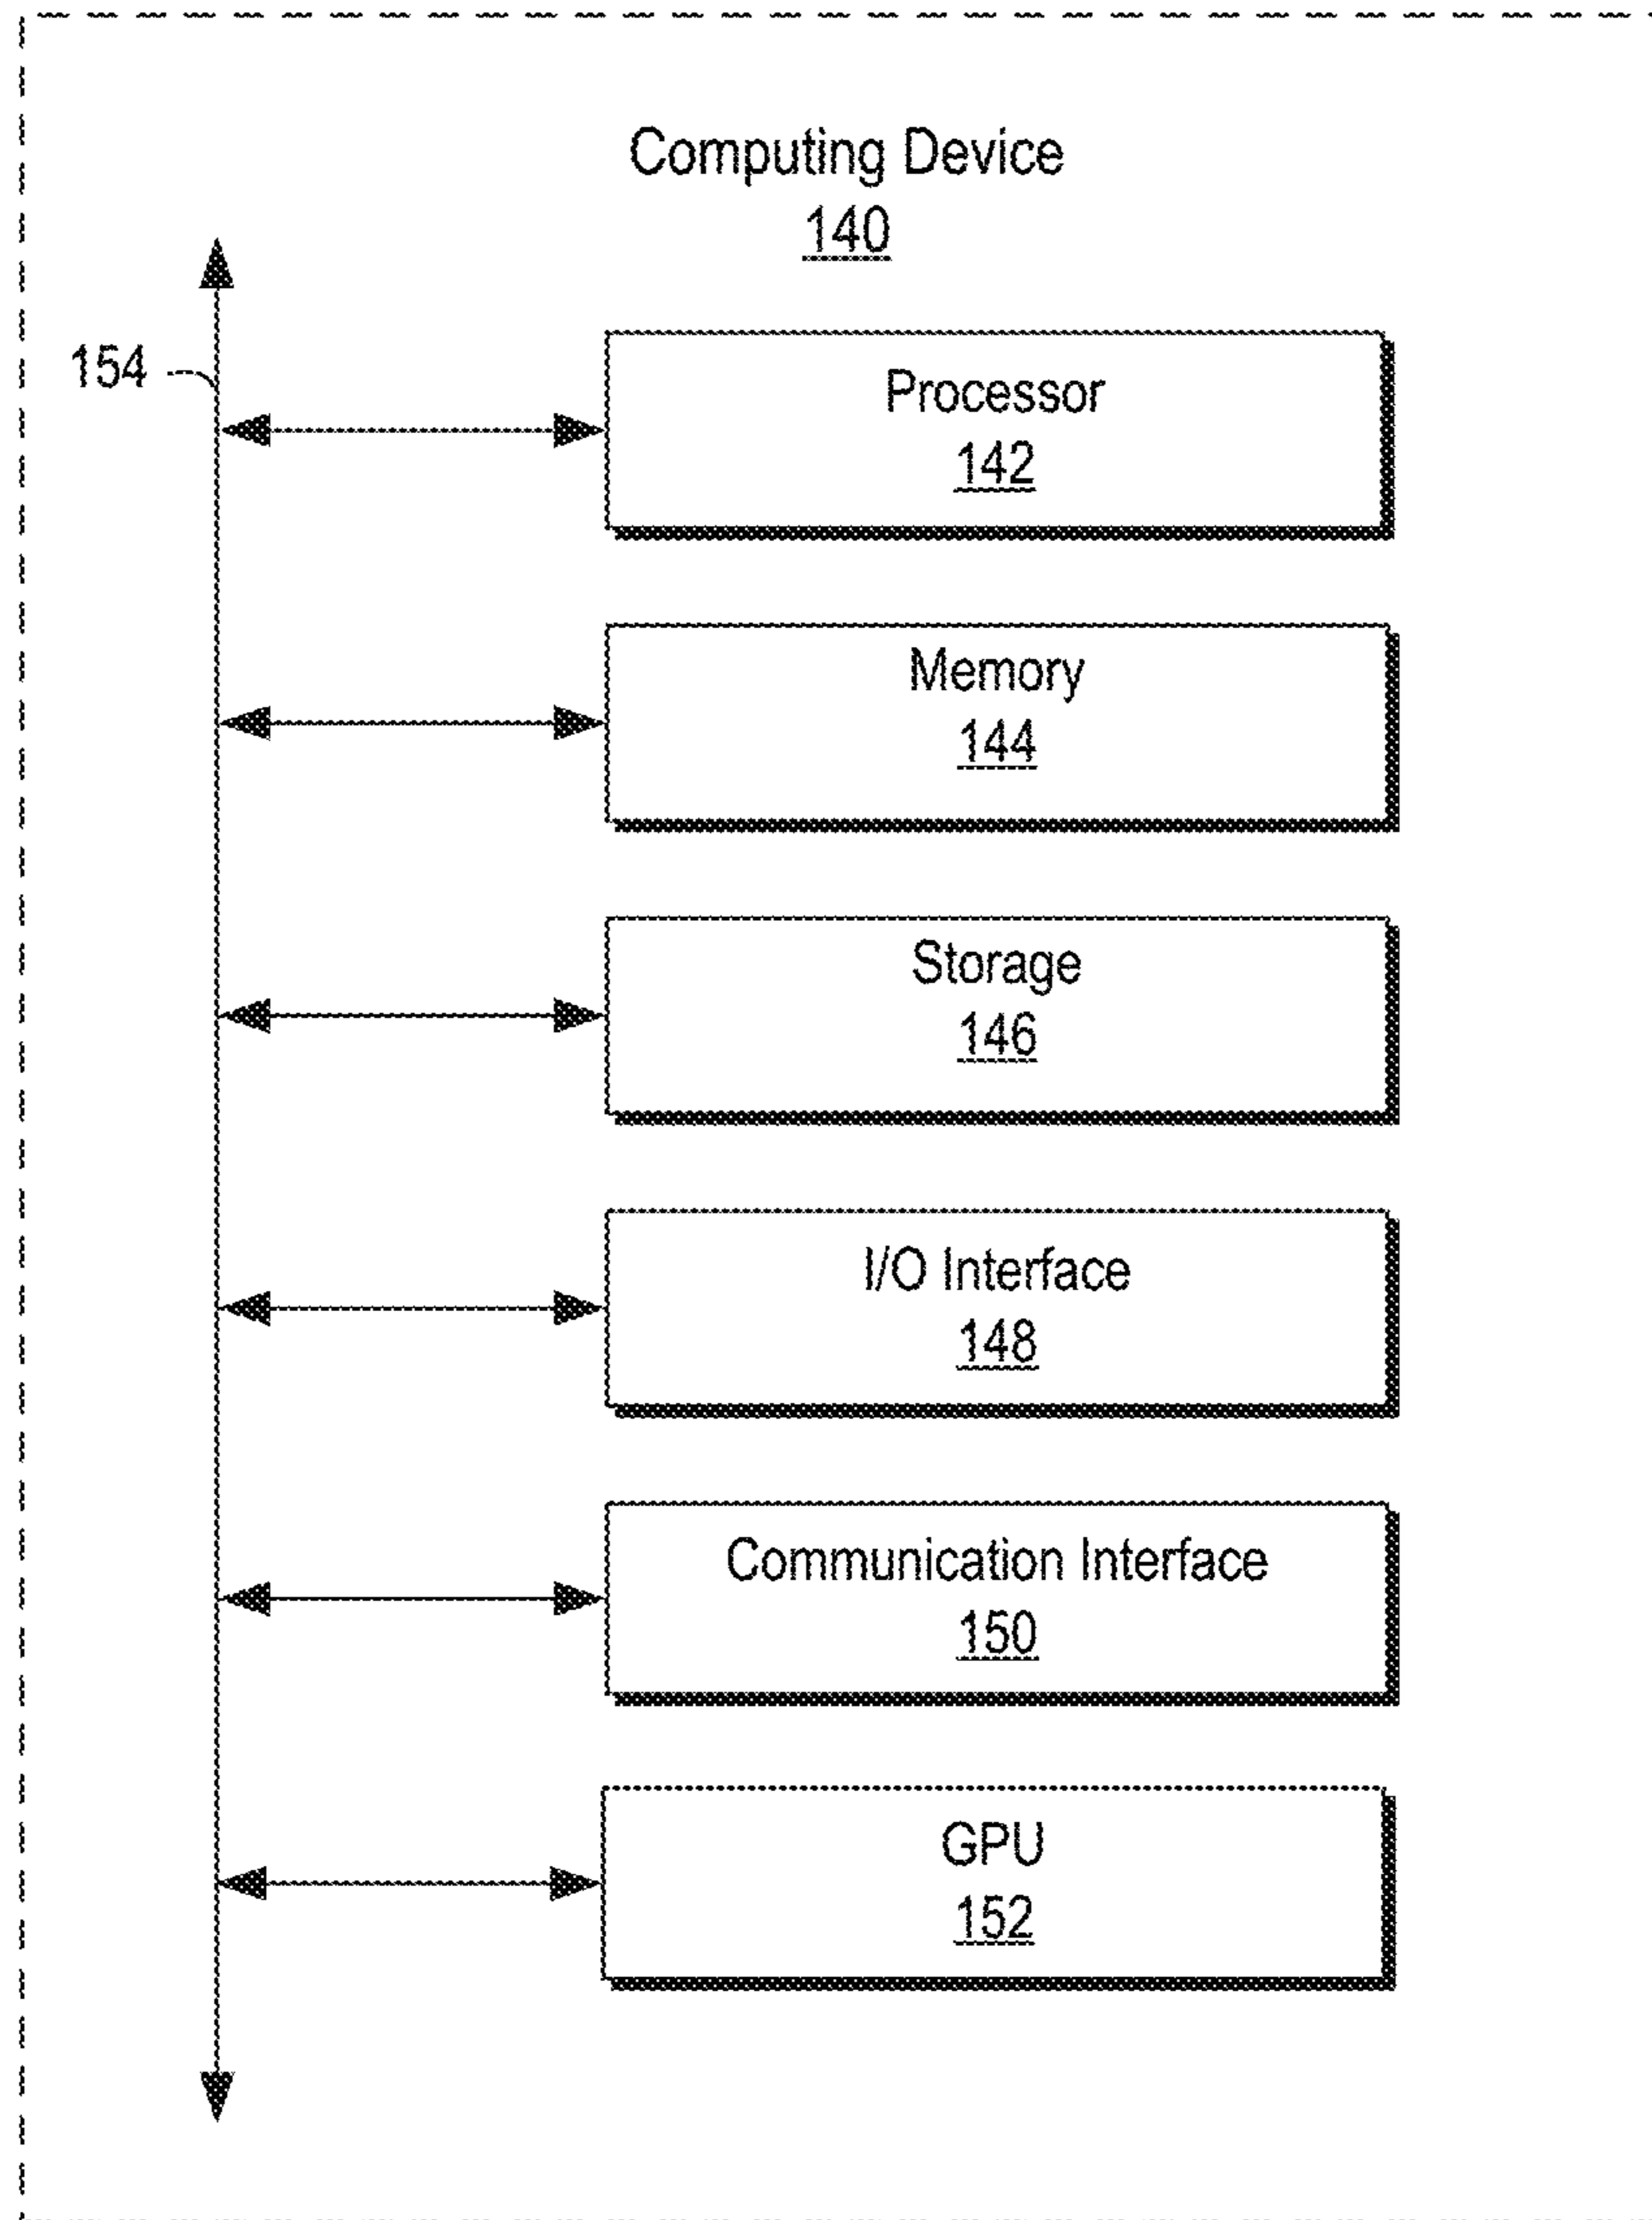 Computing Device
140
154
Processor
142
Memory
144
Storage
146
I/O Interface
148
Communication Interface
150
GPU
152